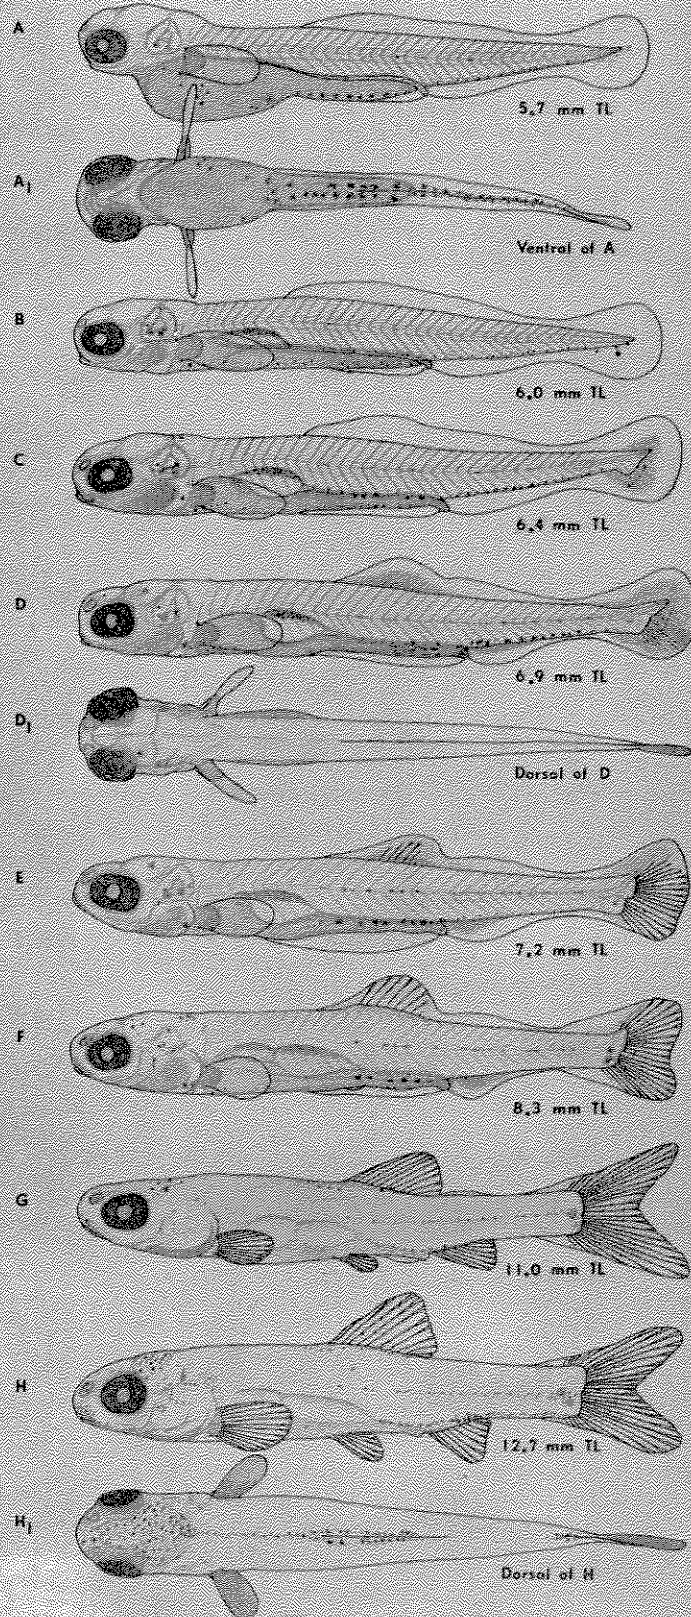 A
5.7 mm TL
A1
Ventral of A
B
6.0 mm TL
C
6.4 mm TL
D
6.9 mm TL
D1
Dorsal of D
E
7.2 mm TL
F
8.3 mm TL
G
11.0 mm TL
H
12.7 mm TL
H1
Dorsal of H